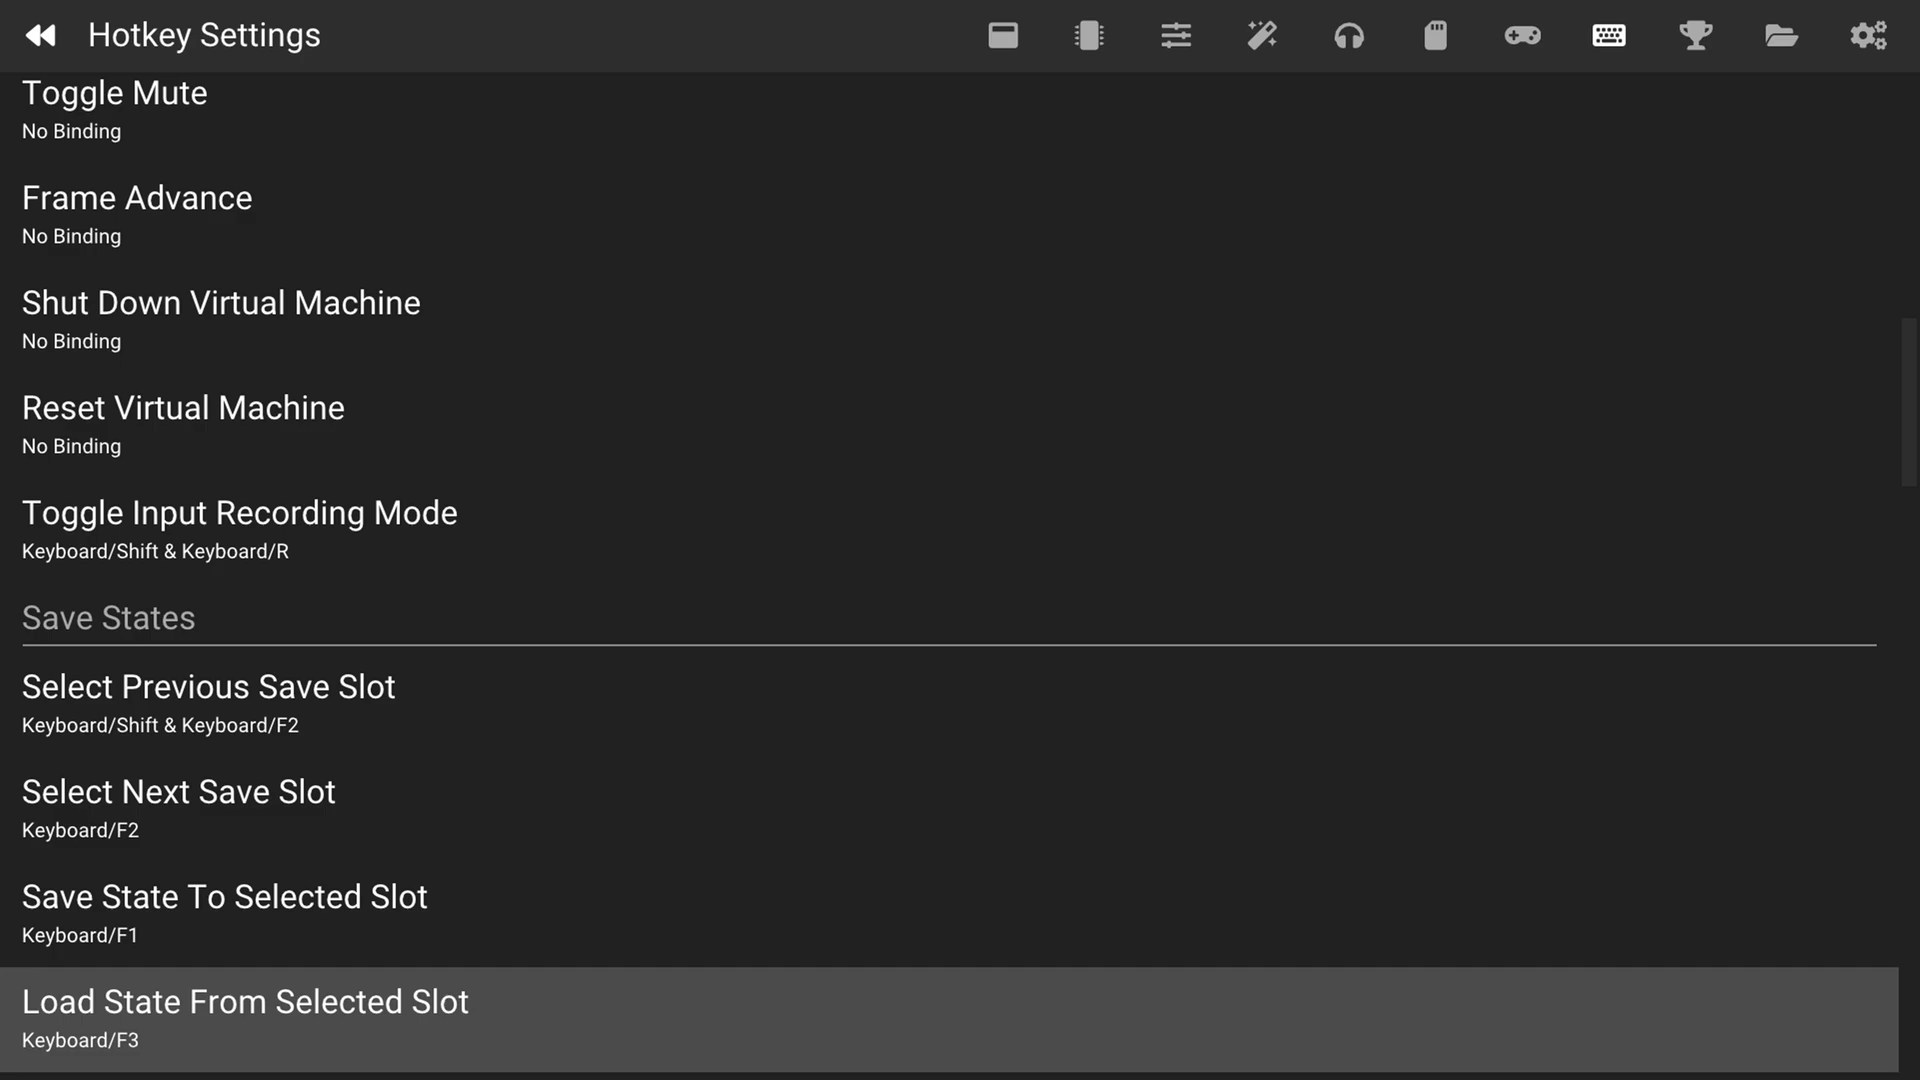 Hotkey Settings
Toggle Mute
No Binding
Frame Advance
No Binding
Shut Down Virtual Machine
No Binding
Reset Virtual Machine
No Binding
Toggle Input Recording Mode
Keyboard/Shift & Keyboard/R
Save States
Select Previous Save Slot
Keyboard/Shift & Keyboard/F2
Select Next Save Slot
Keyboard/F2
Save State To Selected Slot
Keyboard/F1
Load State From Selected Slot
Keyboard/F3